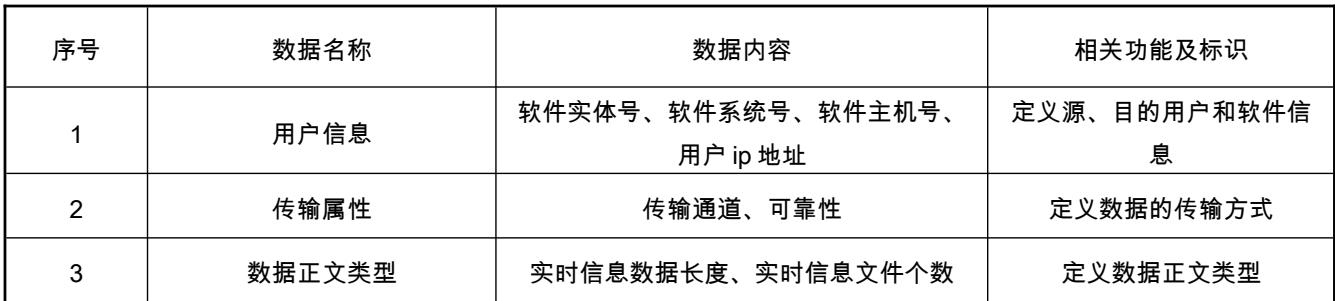 序号 数据名称 数据内容 相关功能及标识
1 用户信息 软件实体号、软件系统号、软件主机号、 定义源、目的用户和软件信
用户 ip 地址 息
2 传输属性 传输通道、可靠性 定义数据的传输方式
3 数据正文类型 实时信息数据长度、实时信息文件个数 定义数据正文类型